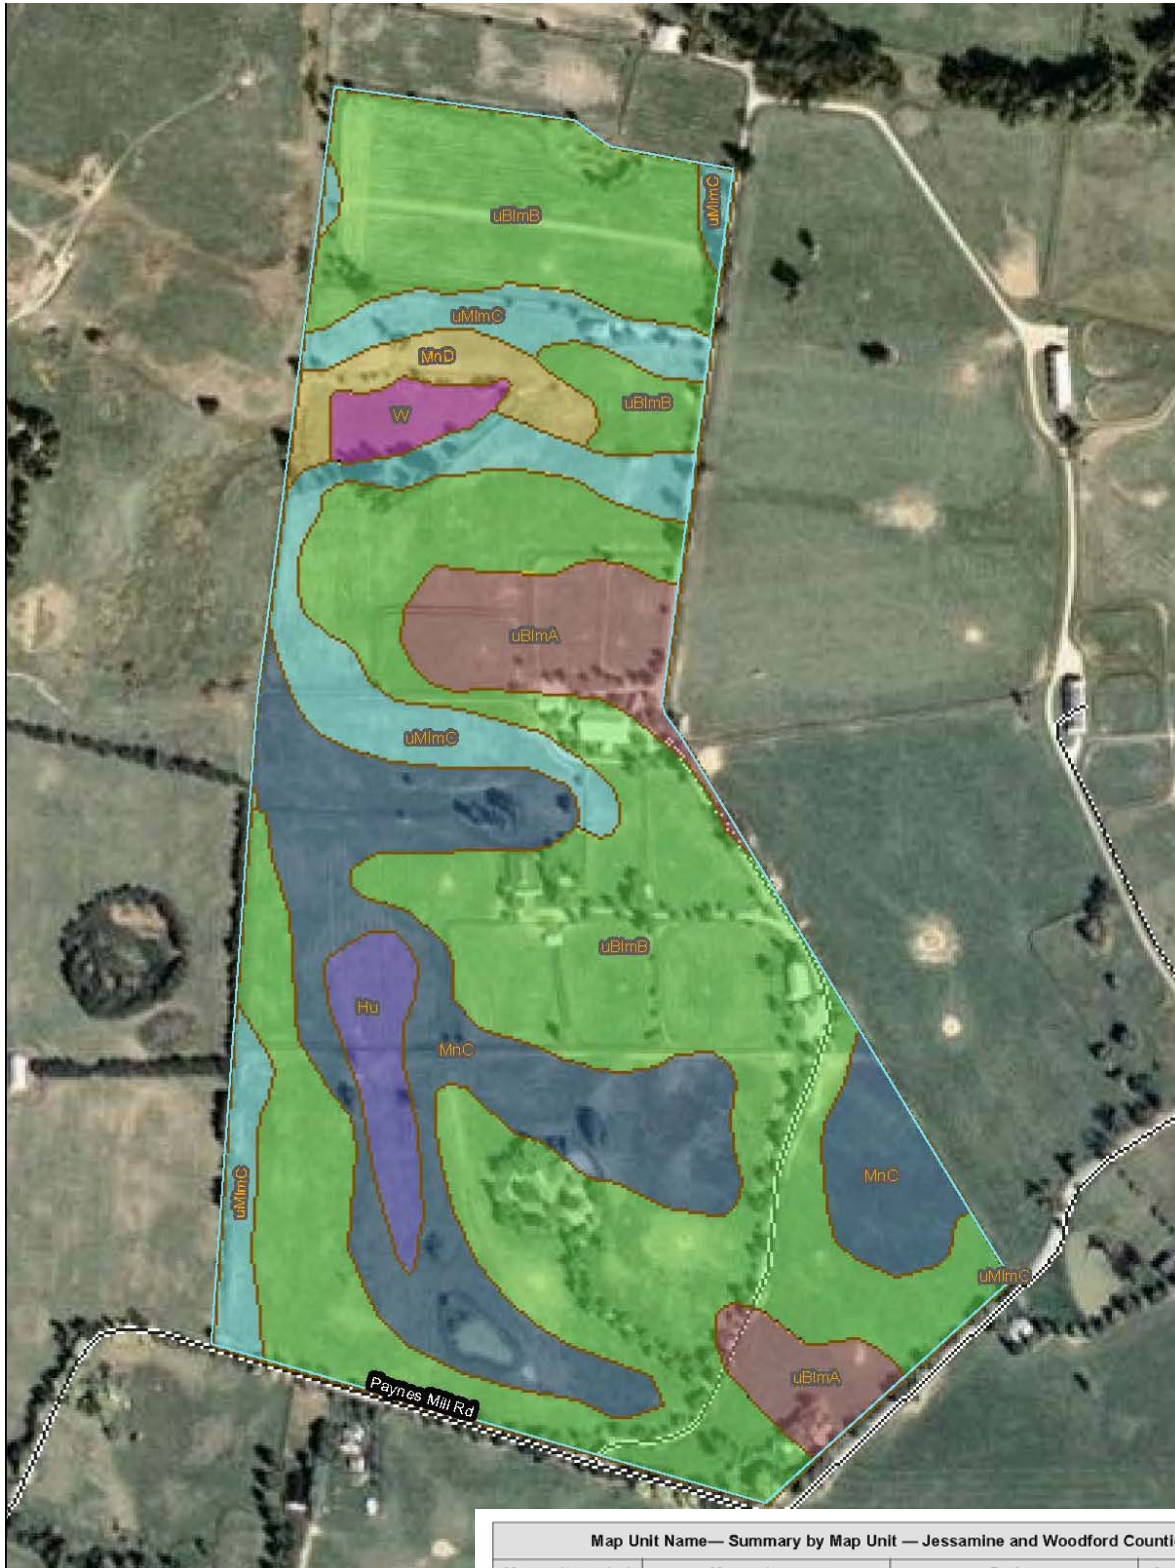 uBlmB
uMlmC
uMlmC
MnD
uBlmB
W
uBlmA
uMlmC
uBlmB
Hu
MnC
MnC
uMlmC
uMlmC
uBlmA
Paynes Mill Rd
Map Unit Name— Summary by Map Unit — Jessamine and Woodford Counti